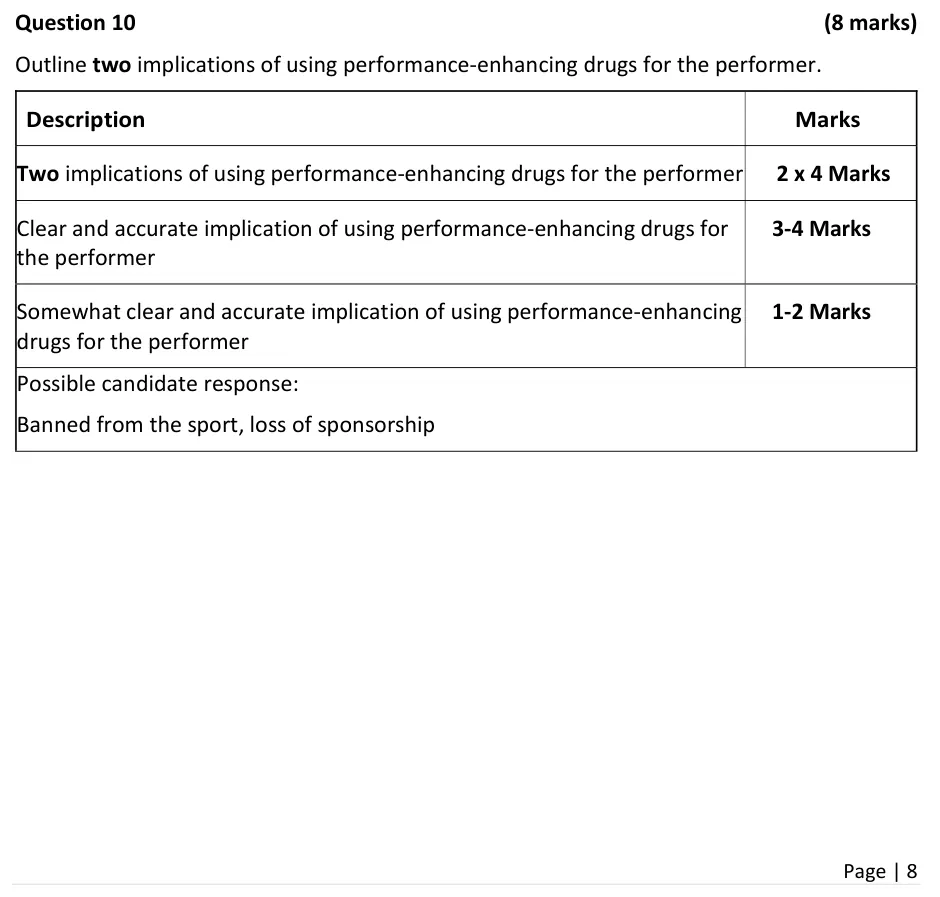 Question 10 (8 marks)
Outline two implications of using performance-enhancing drugs for the performer.
Description Marks
Two implications of using performance-enhancing drugs for the performer 2 x 4 Marks
Clear and accurate implication of using performance-enhancing drugs for 3-4 Marks
the performer
Somewhat clear and accurate implication of using performance-enhancing 1-2 Marks
drugs for the performer
Possible candidate response:
Banned from the sport, loss of sponsorship
Page | 8